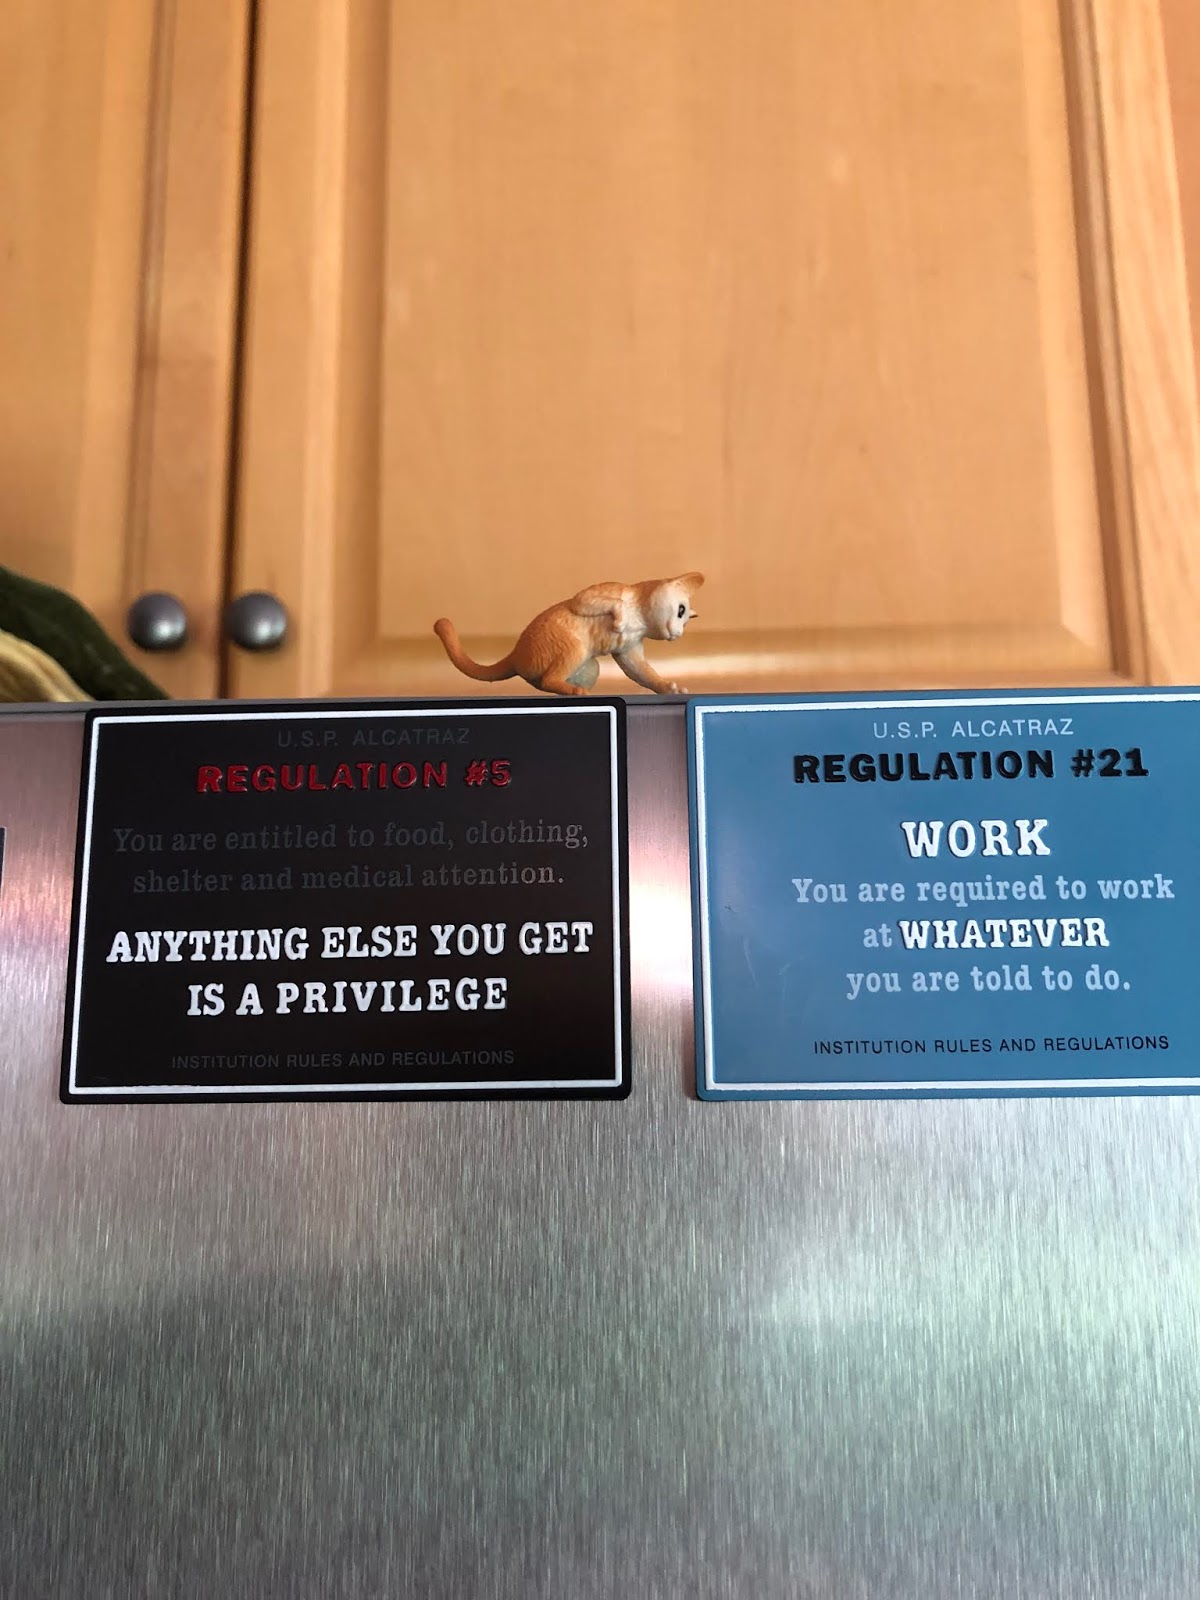 U.S.P. ALCATRAZ
REGULATION #5
You are entitled to food, clothing,
shelter and medical attention.
ANYTHING ELSE YOU GET
IS A PRIVILEGE
INSTITUTION RULES AND REGULATIONS
U.S.P. ALCATRAZ
REGULATION #21
WORK
You are required to work
at WHATEVER
you are told to do.
INSTITUTION RULES AND REGULATIONS